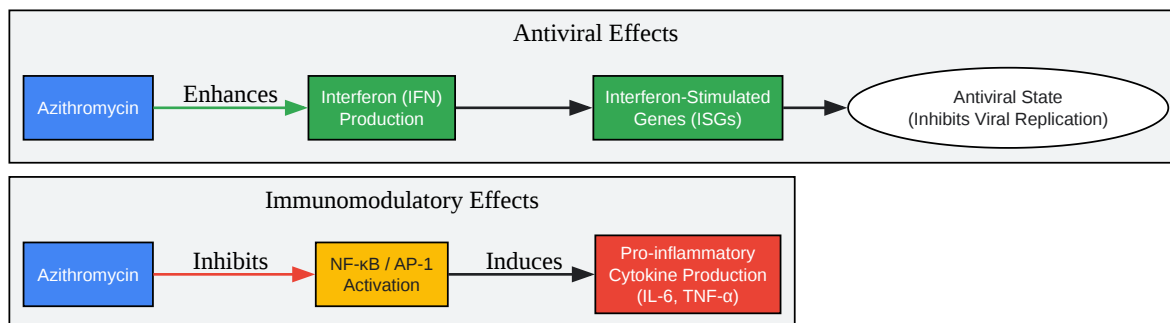 Antiviral Effects
Azithromycin
Enhances
Interferon (IFN)
Production
Interferon-Stimulated
Genes (ISGs)
Antiviral State
(Inhibits Viral Replication)
Immunomodulatory Effects
Azithromycin
Inhibits
NF-κB / AP-1
Activation
Induces
Pro-inflammatory
Cytokine Production
(IL-6, TNF-α)